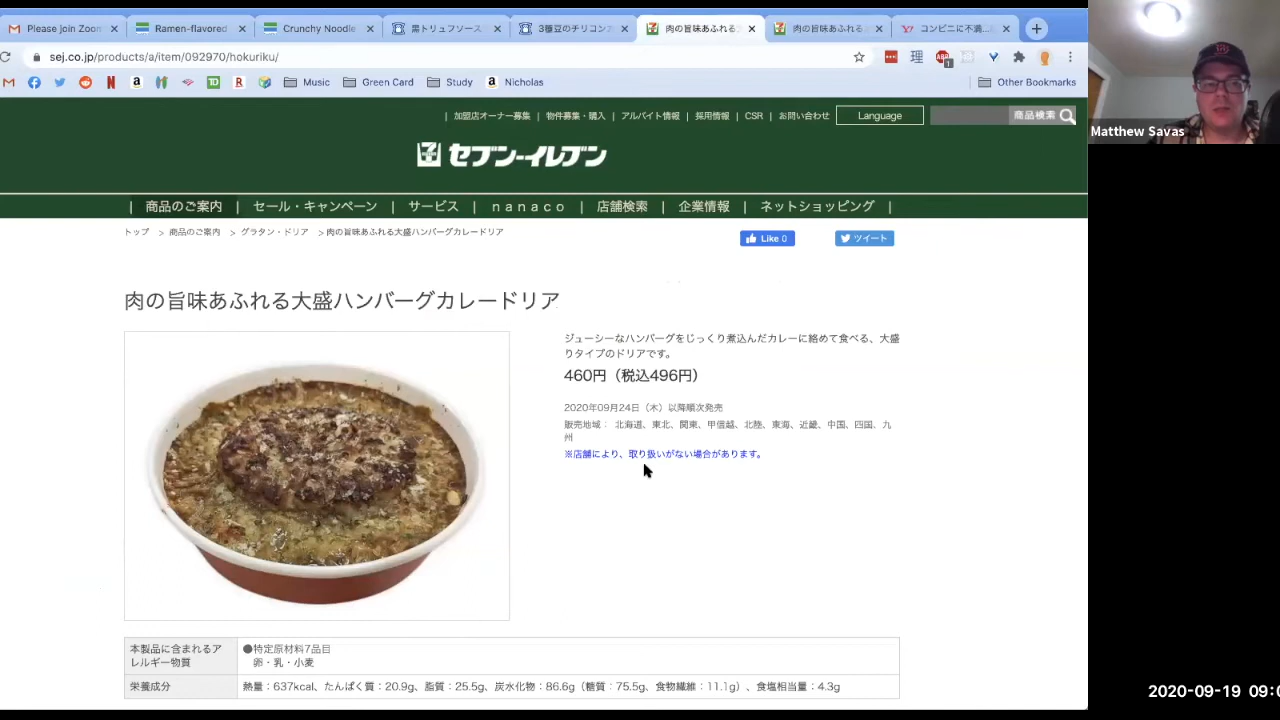 Please join Zoom
Ramen-flavored
Crunchy Noodle
黒トリュフソース
3種豆のチリコンカ
肉の旨味あふれる
肉の旨味あふれる
コンビニに不満...
sej.co.jp/products/a/item/092970/hokuriku/
Music
Green Card
Study
Nicholas
Other Bookmarks
| 加盟店オーナー募集 | 物件募集・購入 | アルバイト情報 | 採用情報 | CSR | お問い合わせ
Language
商品検索
セブン-イレブン
| 商品のご案内 | セール・キャンペーン | サービス | nanaco | 店舗検索 | 企業情報 | ネットショッピング |
トップ > 商品のご案内 > グラタン・ドリア > 肉の旨味あふれる大盛ハンバーグカレードリア
Like 0
ツイート
肉の旨味あふれる大盛ハンバーグカレードリア
ジューシーなハンバーグをじっくり煮込んだカレーに絡めて食べる、大盛
りタイプのドリアです。
460円（税込496円）
2020年09月24日（木）以降順次発売
販売地域： 北海道、東北、関東、甲信越、北陸、東海、近畿、中国、四国、九
州
※店舗により、取り扱いがない場合があります。
本製品に含まれるア
レルギー物質
●特定原材料7品目
卵・乳・小麦
栄養成分
熱量：637kcal、たんぱく質：20.9g、脂質：25.5g、炭水化物：86.6g（糖質：75.5g、食物繊維：11.1g）、食塩相当量：4.3g
Matthew Savas
2020-09-19 09:0